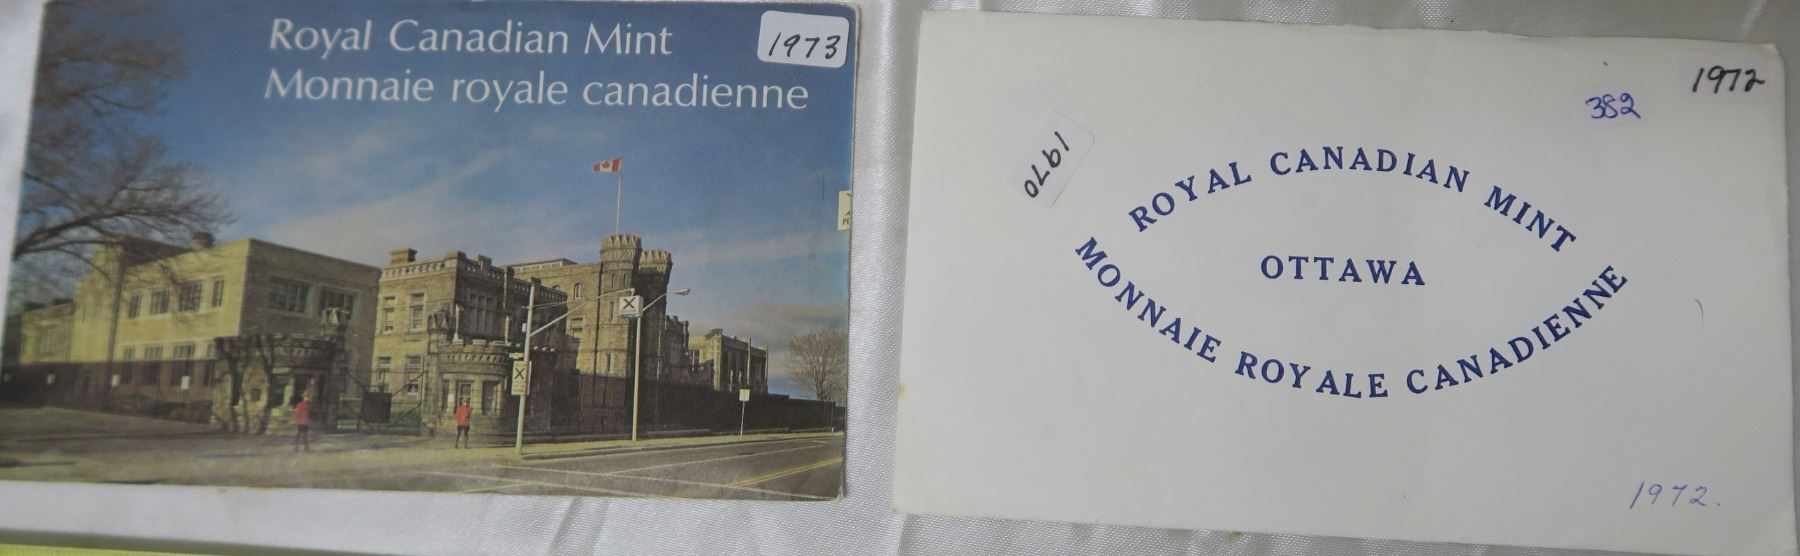 Royal Canadian Mint
Monnaie royale canadienne
1973
1972
382
1970
ROYAL CANADIAN MINT
OTTAWA
MONNAIE ROYALE CANADIENNE
1972.